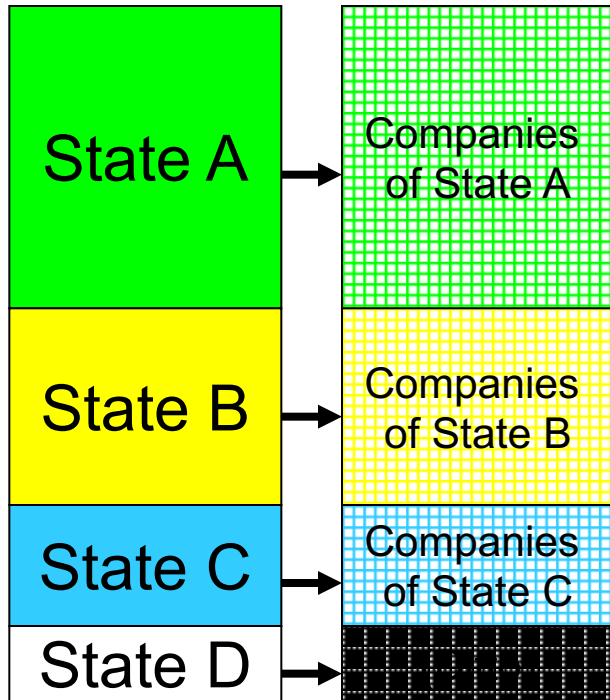 State A
Companies
of State A
State B
Companies
of State B
State C
Companies
of State C
State D